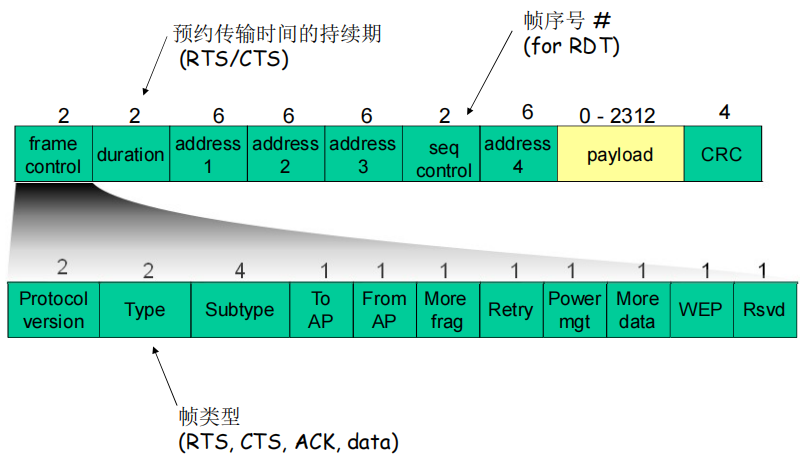 预约传输时间的持续期
(RTS/CTS)
帧序号 #
(for RDT)
2 2 6 6 6 2 6 0 - 2312 4
frame control duration address 1 address 2 address 3 seq control address 4 payload CRC
2 2 4 1 1 1 1 1 1 1 1
Protocol version Type Subtype To AP From AP More frag Retry Power mgt More data WEP Rsvd
帧类型
(RTS, CTS, ACK, data)